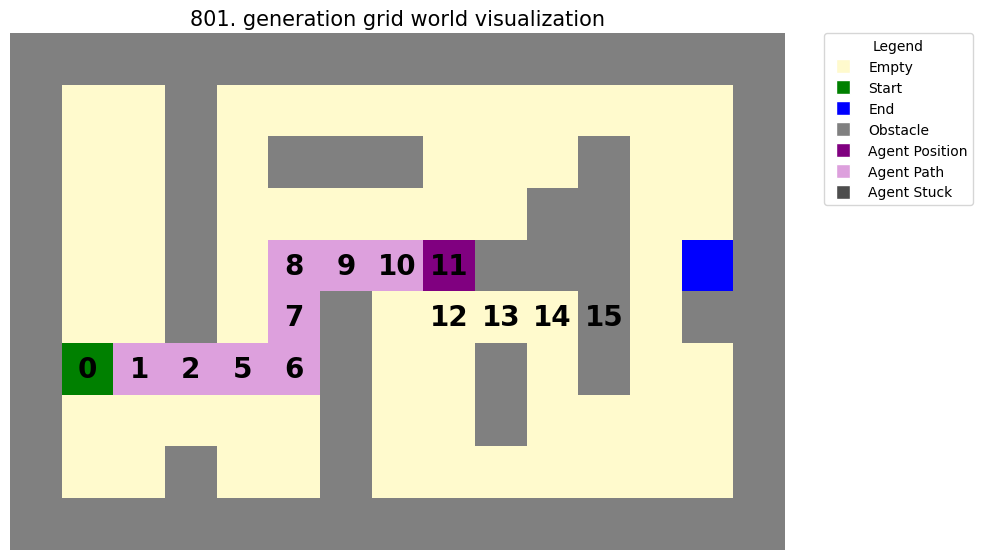 801. generation grid world visualization
Legend
Empty
Start
End
Obstacle
Agent Position
Agent Path
Agent Stuck
8 9 10 11
7 12 13 14 15
0 1 2 5 6